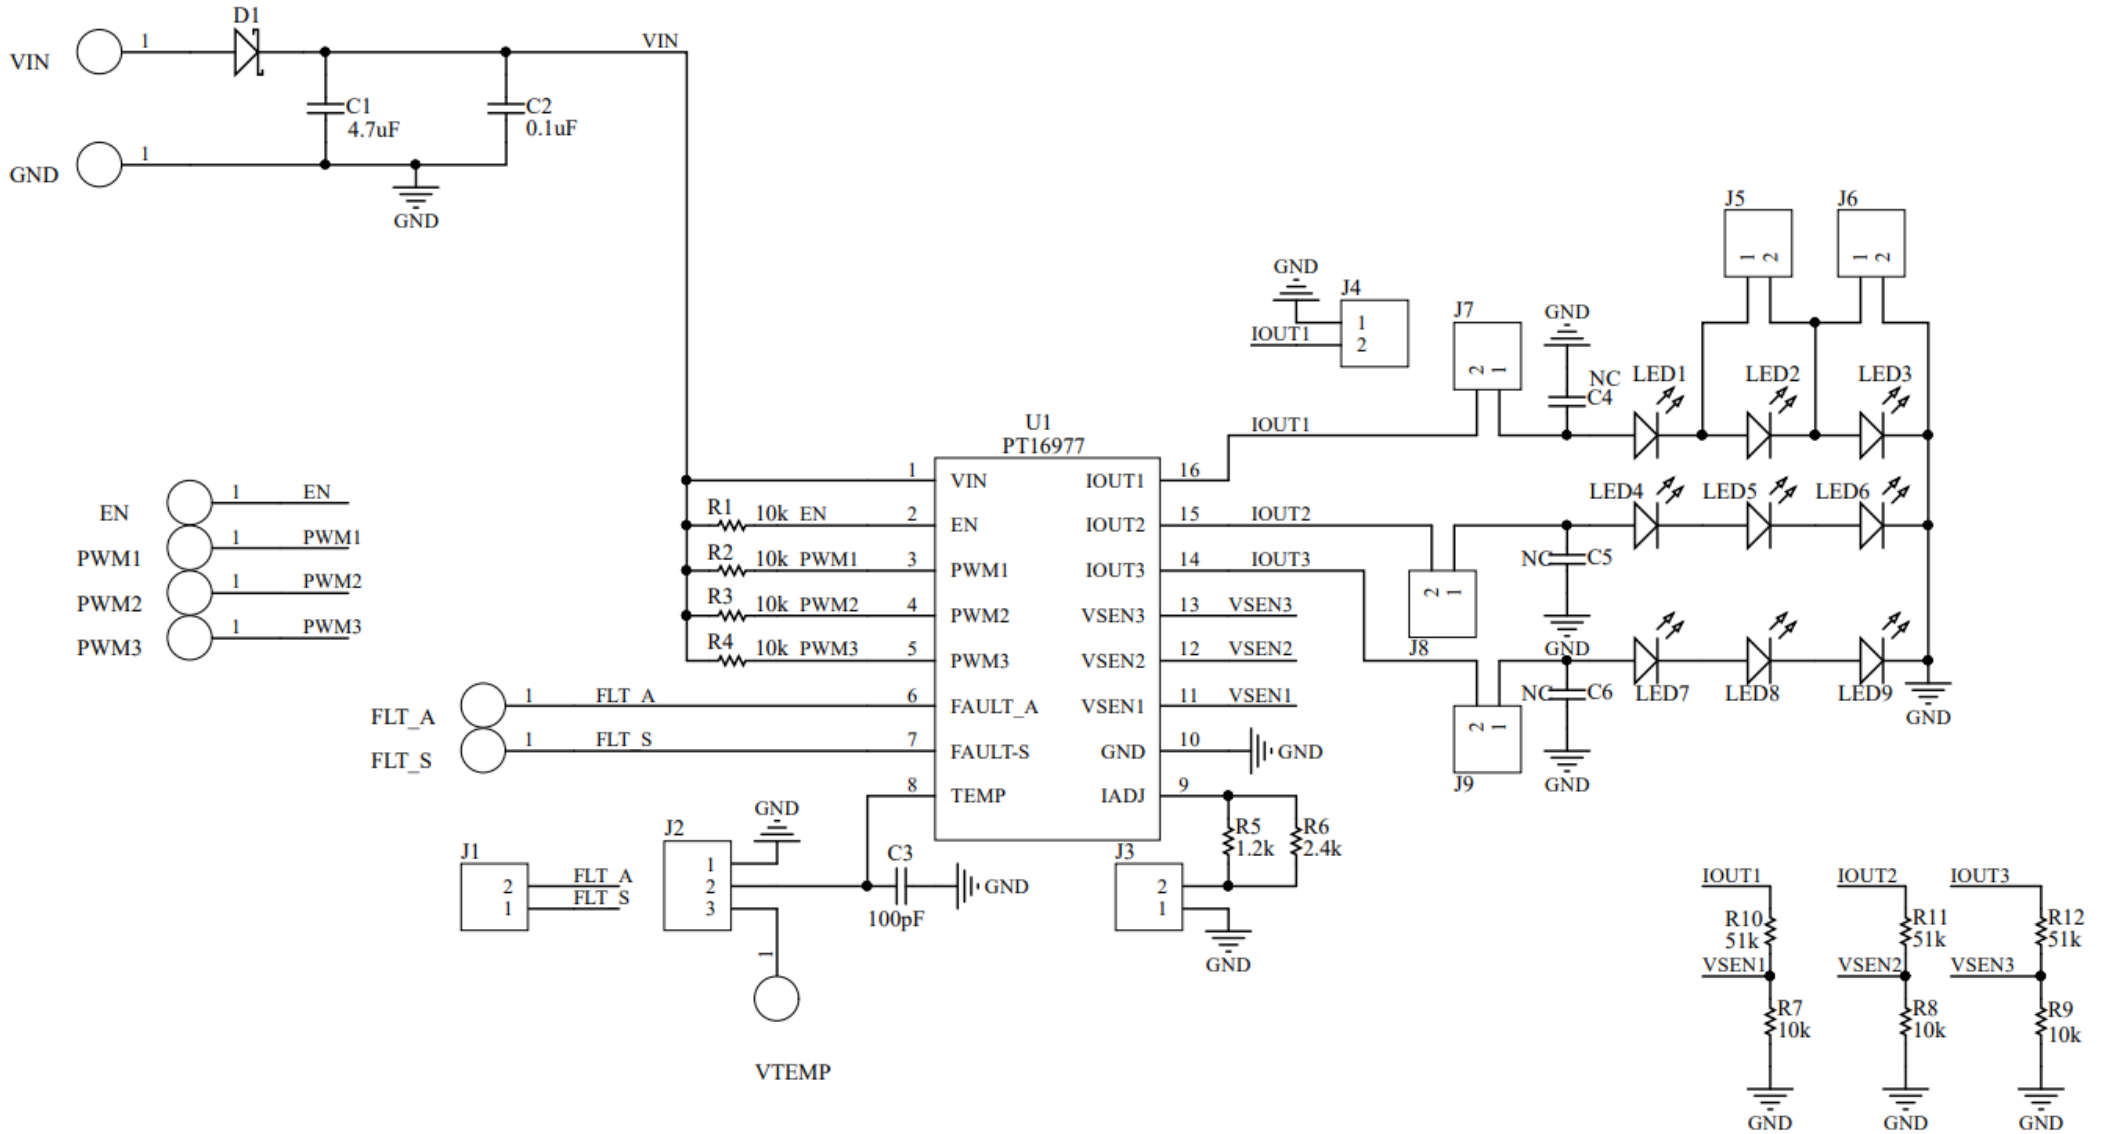 D1
VIN
1
VIN
C1
4.7uF
C2
0.1uF
GND
1
GND
J5
1
2
J6
1
2
GND
J4
1
2
IOUT1
J7
2
1
GND
NC
C4
LED1
LED2
LED3
U1
PT16977
IOUT1
1
VIN
IOUT1
16
EN
1
EN
R1
10k
EN
2
EN
IOUT2
15
IOUT2
LED4
LED5
LED6
PWM1
1
PWM1
R2
10k
PWM1
3
PWM1
IOUT3
14
IOUT3
NC
C5
GND
PWM2
1
PWM2
R3
10k
PWM2
4
PWM2
VSEN3
13
VSEN3
J8
2
1
PWM3
1
PWM3
R4
10k
PWM3
5
PWM3
VSEN2
12
VSEN2
NC
C6
GND
LED7
LED8
LED9
GND
FLT_A
1
FLT_A
6
FAULT_A
VSEN1
11
VSEN1
FLT_S
1
FLT_S
7
FAULT-S
GND
10
GND
J9
2
1
8
TEMP
IADJ
9
R5
1.2k
R6
2.4k
J1
2
1
FLT_A
FLT_S
J2
1
2
3
GND
C3
100pF
GND
J3
2
1
GND
1
VTEMP
IOUT1
R10
51k
VSEN1
R7
10k
GND
IOUT2
R11
51k
VSEN2
R8
10k
GND
IOUT3
R12
51k
VSEN3
R9
10k
GND